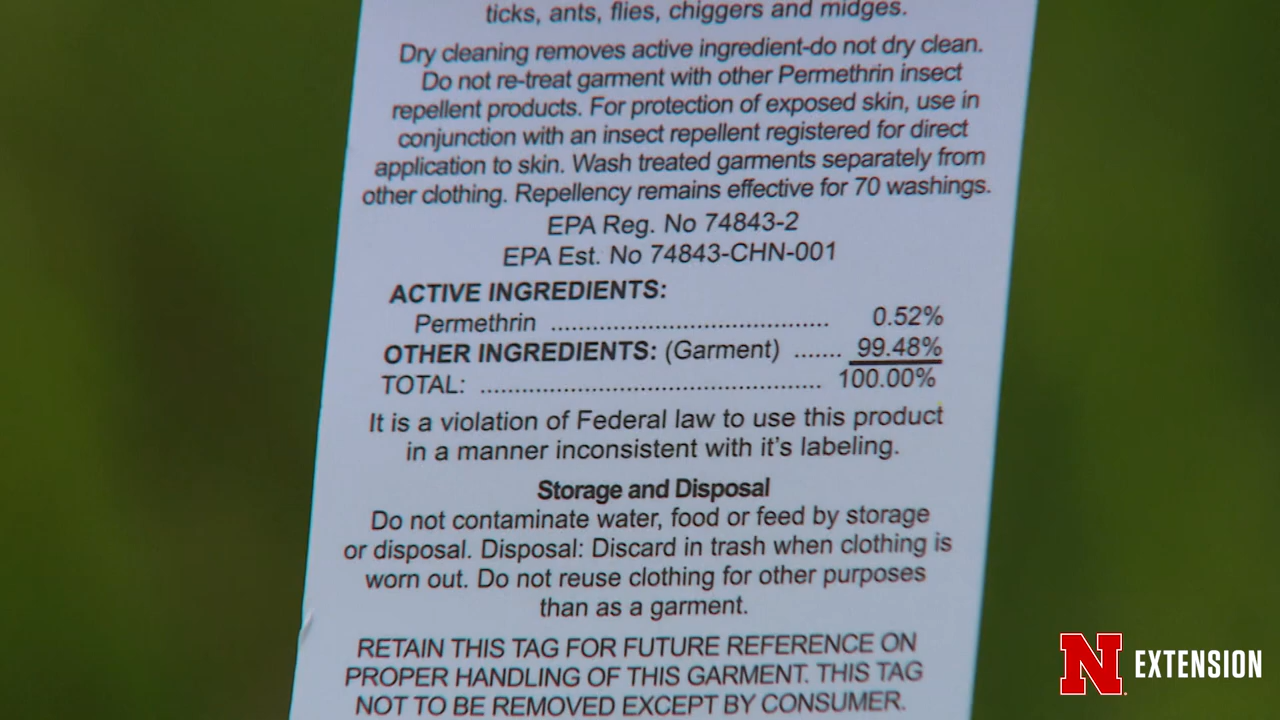 ticks, ants, flies, chiggers and midges.
Dry cleaning removes active ingredient-do not dry clean.
Do not re-treat garment with other Permethrin insect
repellent products. For protection of exposed skin, use in
conjunction with an insect repellent registered for direct
application to skin. Wash treated garments separately from
other clothing. Repellency remains effective for 70 washings.
EPA Reg. No 74843-2
EPA Est. No 74843-CHN-001
ACTIVE INGREDIENTS:
Permethrin ................................................ 0.52%
OTHER INGREDIENTS: (Garment) ....... 99.48%
TOTAL: .......................................................... 100.00%
It is a violation of Federal law to use this product
in a manner inconsistent with it's labeling.
Storage and Disposal
Do not contaminate water, food or feed by storage
or disposal. Disposal: Discard in trash when clothing is
worn out. Do not reuse clothing for other purposes
than as a garment.
RETAIN THIS TAG FOR FUTURE REFERENCE ON
PROPER HANDLING OF THIS GARMENT. THIS TAG
NOT TO BE REMOVED EXCEPT BY CONSUMER.
N EXTENSION